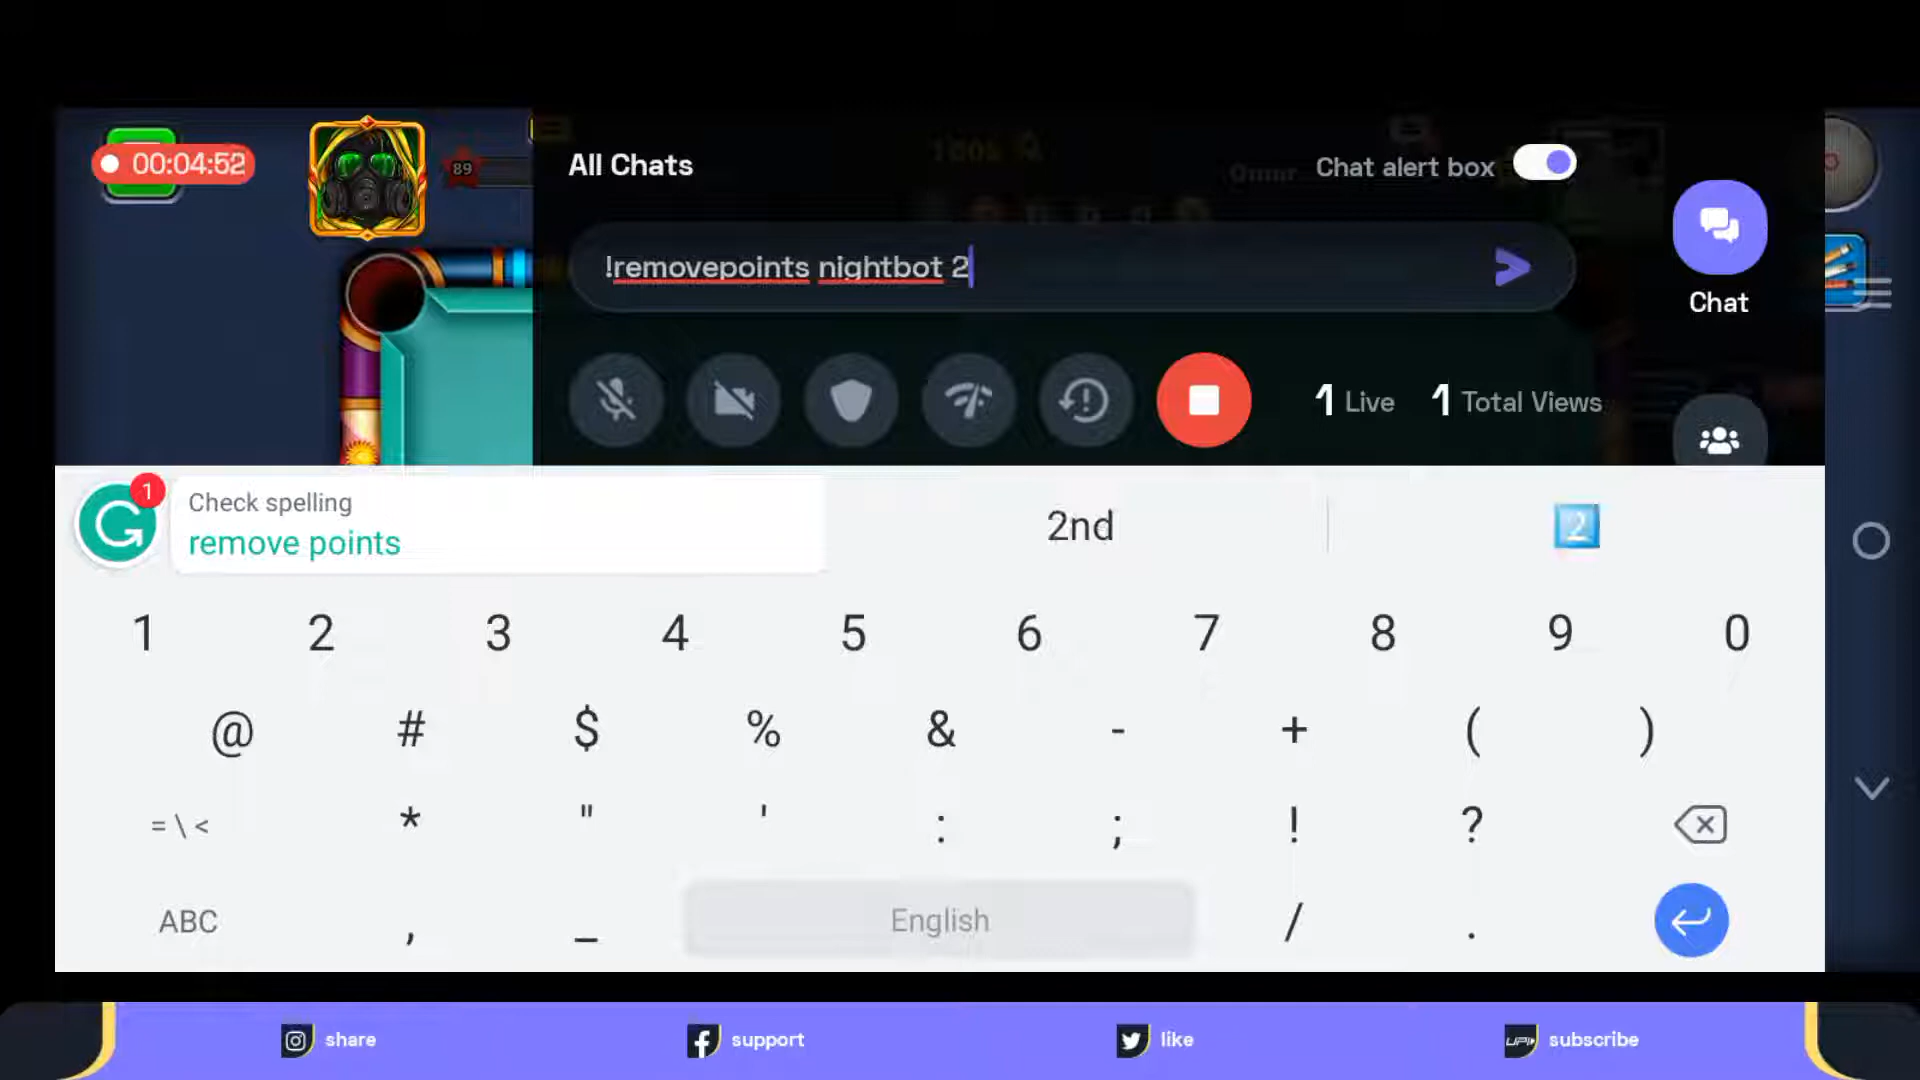 00:04:52
89
All Chats
Chat alert box
!removepoints nightbot 2
Chat
1 Live 1 Total Views
1
Check spelling
remove points
2nd
2
1 2 3 4 5 6 7 8 9 0
@ # $ % & - + ( )
= \ < * " ' : ; ! ?
ABC , _ English / .
share support like subscribe